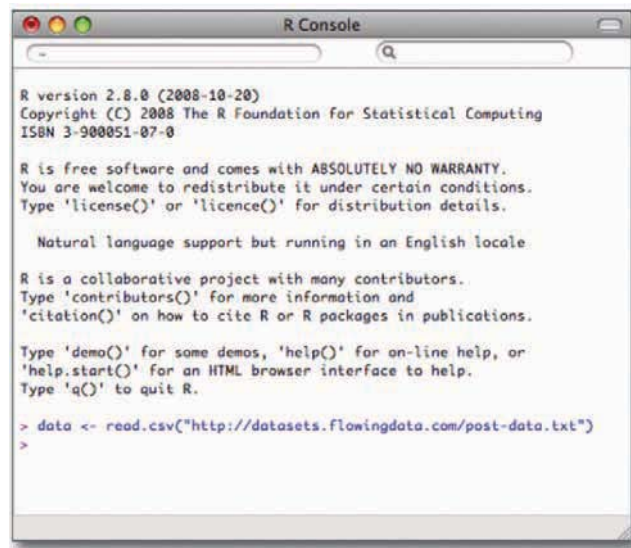 R Console
R version 2.8.0 (2008-10-20)
Copyright (C) 2008 The R Foundation for Statistical Computing
ISBN 3-900051-07-0
R is free software and comes with ABSOLUTELY NO WARRANTY.
You are welcome to redistribute it under certain conditions.
Type 'license()' or 'licence()' for distribution details.
Natural language support but running in an English locale
R is a collaborative project with many contributors.
Type 'contributors()' for more information and
'citation()' on how to cite R or R packages in publications.
Type 'demo()' for some demos, 'help()' for on-line help, or
'help.start()' for an HTML browser interface to help.
Type 'q()' to quit R.
> data <- read.csv("http://datasets.flowingdata.com/post-data.txt")
>